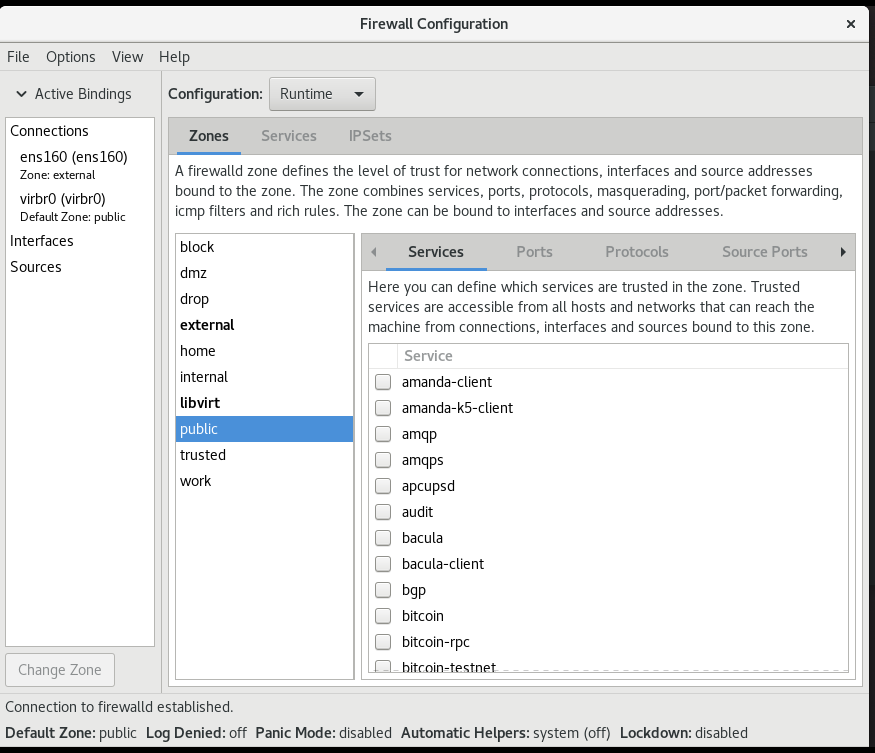 Firewall Configuration ×
File Options View Help
Active Bindings
Connections
ens160 (ens160)
Zone: external
virbr0 (virbr0)
Default Zone: public
Interfaces
Sources
Change Zone
Configuration: Runtime
Zones Services IPSets
A firewalld zone defines the level of trust for network connections, interfaces and source addresses
bound to the zone. The zone combines services, ports, protocols, masquerading, port/packet forwarding,
icmp filters and rich rules. The zone can be bound to interfaces and source addresses.
block
dmz
drop
external
home
internal
libvirt
public
trusted
work
Services Ports Protocols Source Ports
Here you can define which services are trusted in the zone. Trusted
services are accessible from all hosts and networks that can reach the
machine from connections, interfaces and sources bound to this zone.
Service
amanda-client
amanda-k5-client
amqp
amqps
apcupsd
audit
bacula
bacula-client
bgp
bitcoin
bitcoin-rpc
bitcoin-testnet
Connection to firewalld established.
Default Zone: public Log Denied: off Panic Mode: disabled Automatic Helpers: system (off) Lockdown: disabled